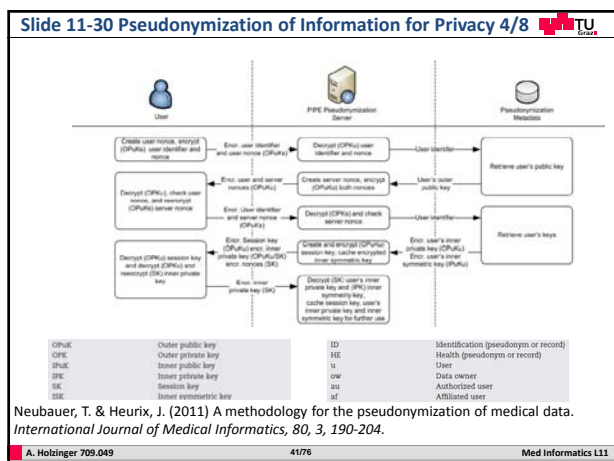 Slide 11-30 Pseudonymization of Information for Privacy 4/8
TU
Graz
User
PIPE Pseudonymization
Server
Pseudonymization
Metadata
Create user nonce, encrypt
(OPuKs) user identifier and
nonce
Encr. user identifier
and user nonce (OPuKs)
Decrypt (OPKs) user
identifier and nonce
User identifier
Retrieve user's public key
User's outer
public key
Create server nonce, encrypt
(OPuKu) both nonces
Encr. user and server
nonces (OPuKu)
Decrypt (OPKu), check user
nonce, and reencrypt
(OPuKs) server nonce
Encr. User identifier
and server nonce
(OPuKs)
Decrypt (OPKs) and check
server nonce
User identifier
Retrieve user's keys
Encr. user's inner
private key (OPuKu)
Encr. user's inner
symmetric key (IPuKu)
Create and encrypt (OPuKu)
session key, cache encrypted
inner symmetric key
Encr. Session key
(OPuKu) encr. inner
private key (OPuKu/SK)
encr. nonces (SK)
Decrypt (OPKu) session key
and decrypt (OPKu) and
reencrypt (SK) inner private
key
Encr. inner
private key (SK)
Decrypt (SK) user's inner
private key and (IPK) inner
symmetriy key,
cache session key, user's
inner private key and inner
symmetric key for further use
OPuK Outer public key
OPK Outer private key
IPuK Inner public key
IPK Inner private key
SK Session key
ISK Inner symmetric key
ID Identification (pseudonym or record)
HE Health (pseudonym or record)
u User
ow Data owner
au Authorized user
af Affiliated user
Neubauer, T. & Heurix, J. (2011) A methodology for the pseudonymization of medical data.
International Journal of Medical Informatics, 80, 3, 190-204.
A. Holzinger 709.049 41/76 Med Informatics L11